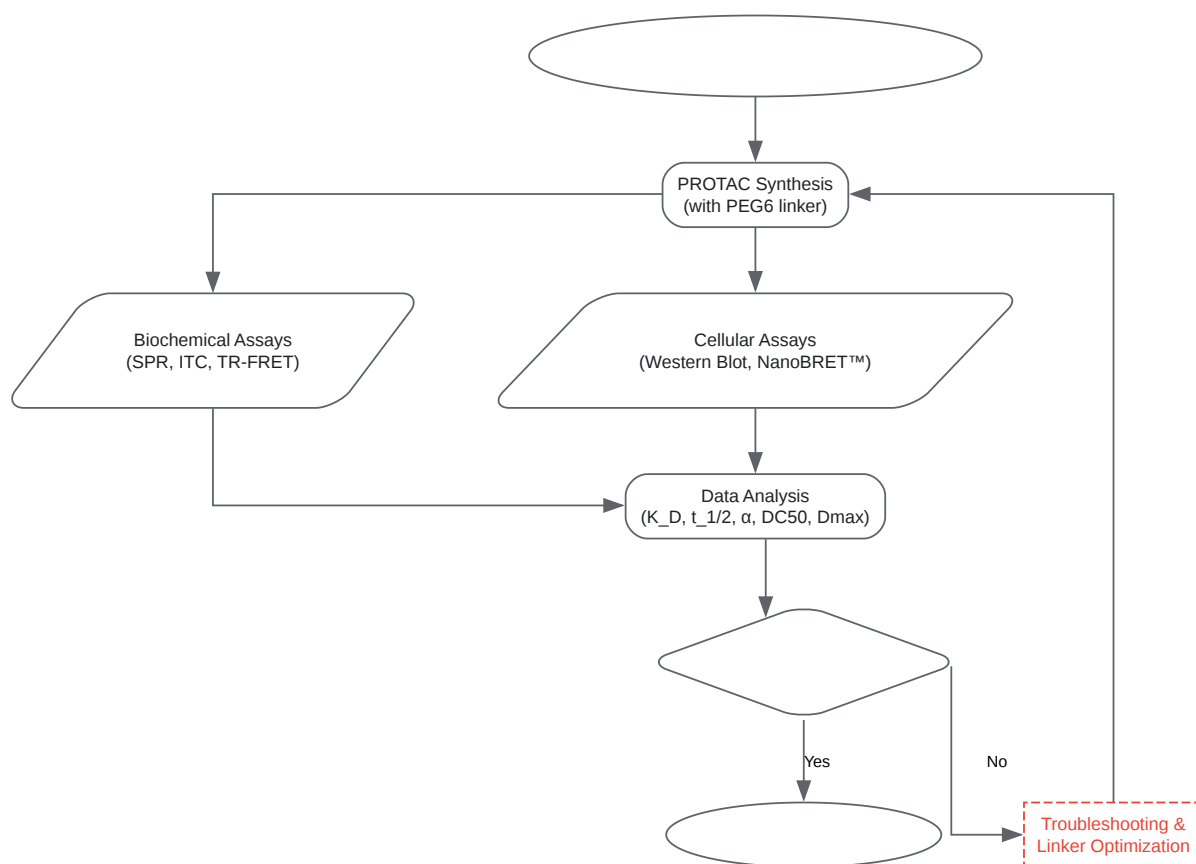 PROTAC Synthesis
(with PEG6 linker)
Biochemical Assays
(SPR, ITC, TR-FRET)
Cellular Assays
(Western Blot, NanoBRET™)
Data Analysis
(K_D, t_1/2, α, DC50, Dmax)
Yes
No
Troubleshooting &
Linker Optimization